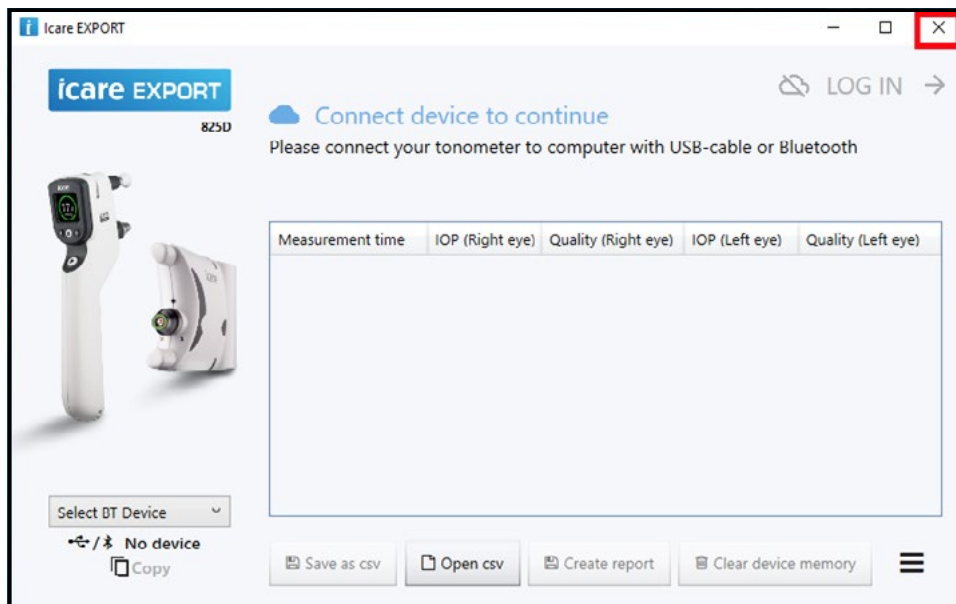 Icare EXPORT
icare EXPORT
825D
LOG IN
Connect device to continue
Please connect your tonometer to computer with USB-cable or Bluetooth
Measurement time IOP (Right eye) Quality (Right eye) IOP (Left eye) Quality (Left eye)
Select BT Device
No device
Copy
Save as csv Open csv Create report Clear device memory